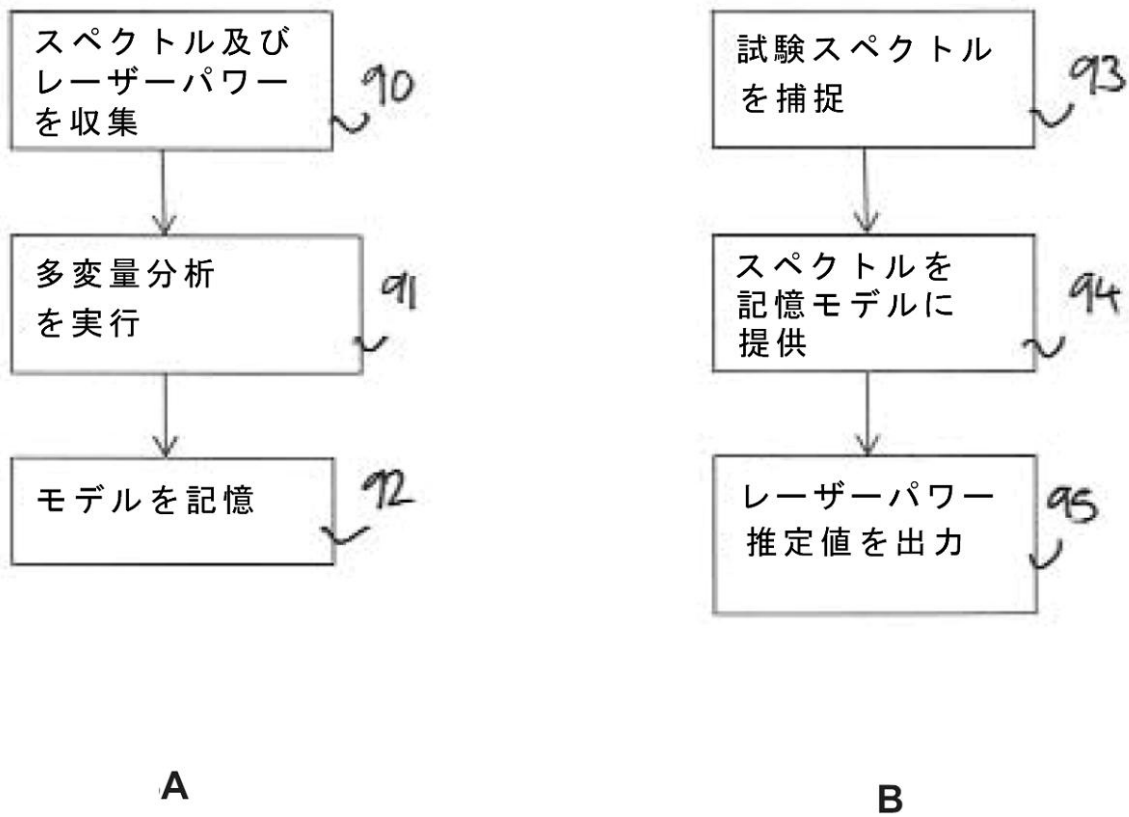 スペクトル及び
レーザーパワー
を収集
90
多変量分析
を実行
91
モデルを記憶
92
A
試験スペクトル
を捕捉
93
スペクトルを
記憶モデルに
提供
94
レーザーパワー
推定値を出力
95
B